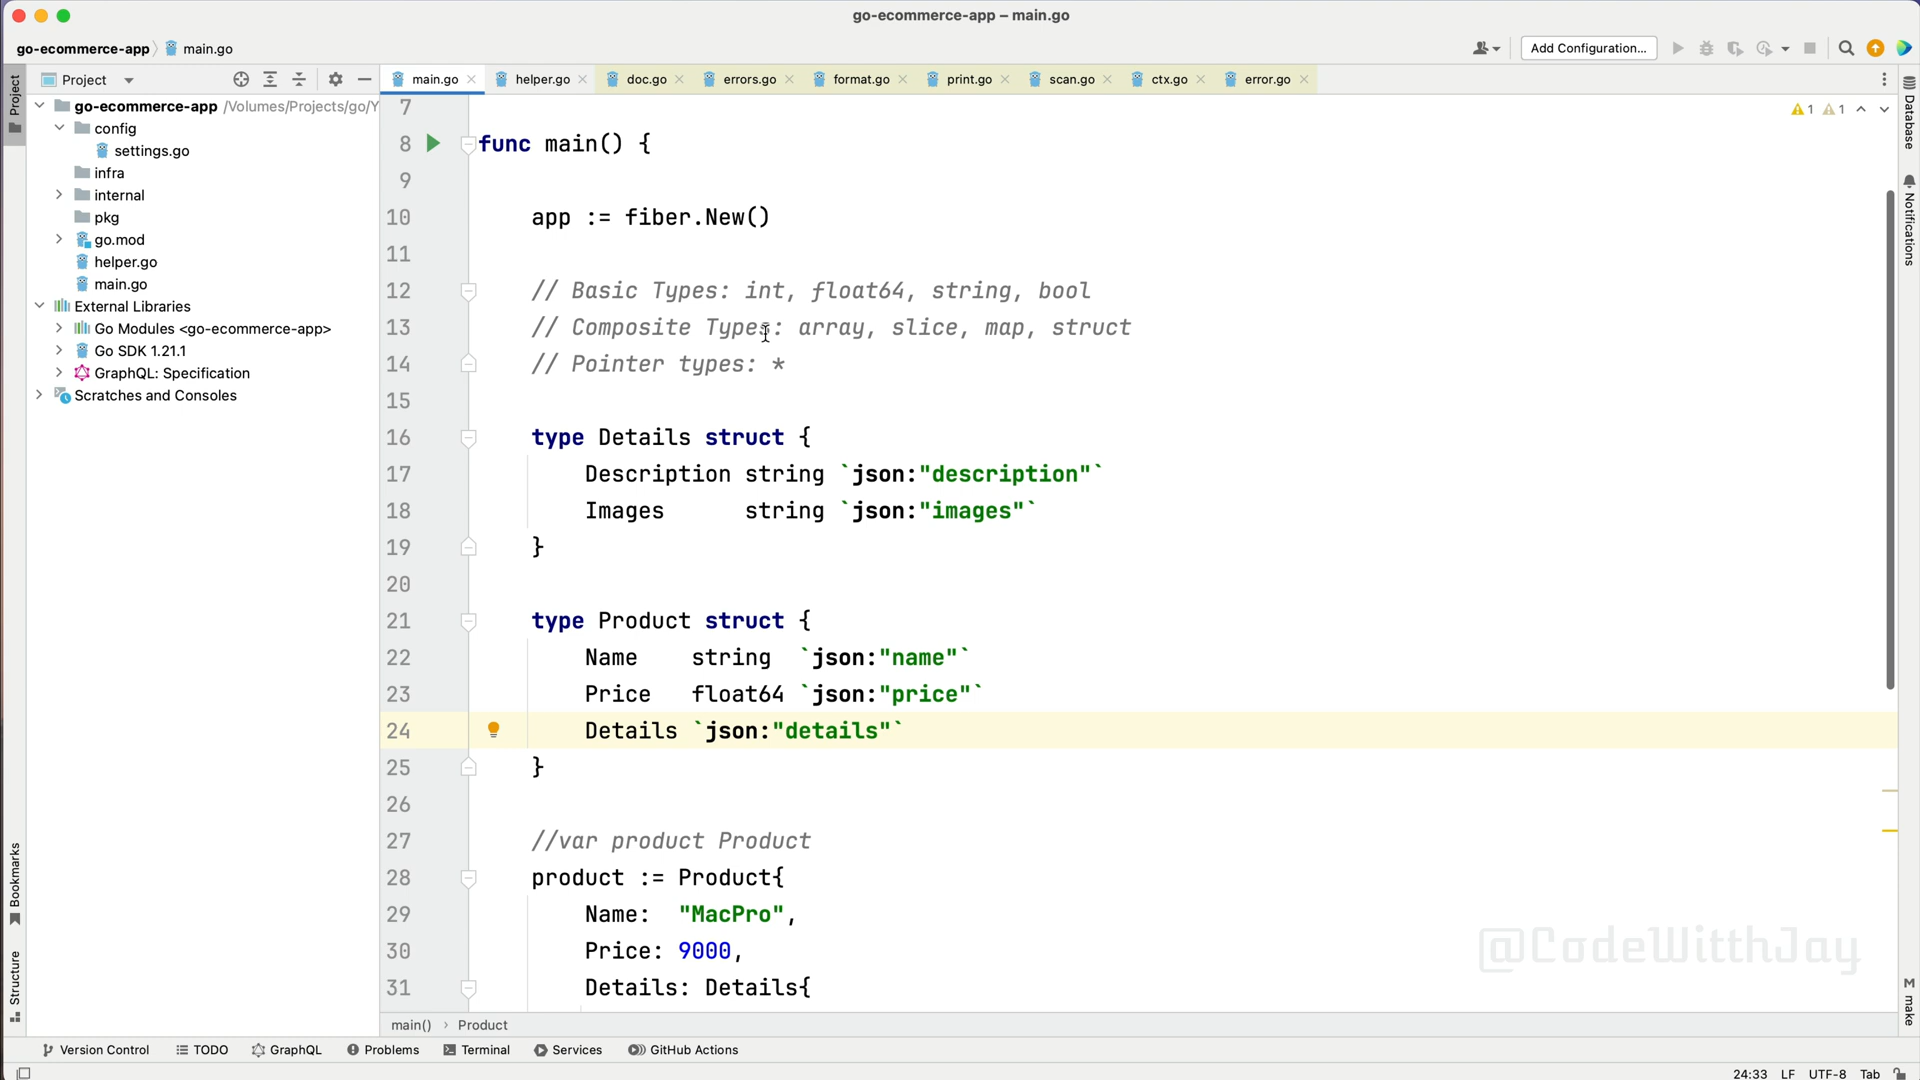 go-ecommerce-app – main.go
go-ecommerce-app
main.go
Add Configuration...
Project
Project
main.go
helper.go
doc.go
errors.go
format.go
print.go
scan.go
ctx.go
error.go
go-ecommerce-app /Volumes/Projects/go/Y
config
settings.go
infra
internal
pkg
go.mod
helper.go
main.go
External Libraries
Go Modules <go-ecommerce-app>
Go SDK 1.21.1
GraphQL: Specification
Scratches and Consoles
7
8 func main() {
9
10 app := fiber.New()
11
12 // Basic Types: int, float64, string, bool
13 // Composite Types: array, slice, map, struct
14 // Pointer types: *
15
16 type Details struct {
17 Description string `json:"description"`
18 Images string `json:"images"`
19 }
20
21 type Product struct {
22 Name string `json:"name"`
23 Price float64 `json:"price"`
24 Details `json:"details"`
25 }
26
27 //var product Product
28 product := Product{
29 Name: "MacPro",
30 Price: 9000,
31 Details: Details{
1 1
Database
Notifications
make
Bookmarks
Structure
@CodeWitthJay
main() › Product
Version Control
TODO
GraphQL
Problems
Terminal
Services
GitHub Actions
24:33 LF UTF-8 Tab